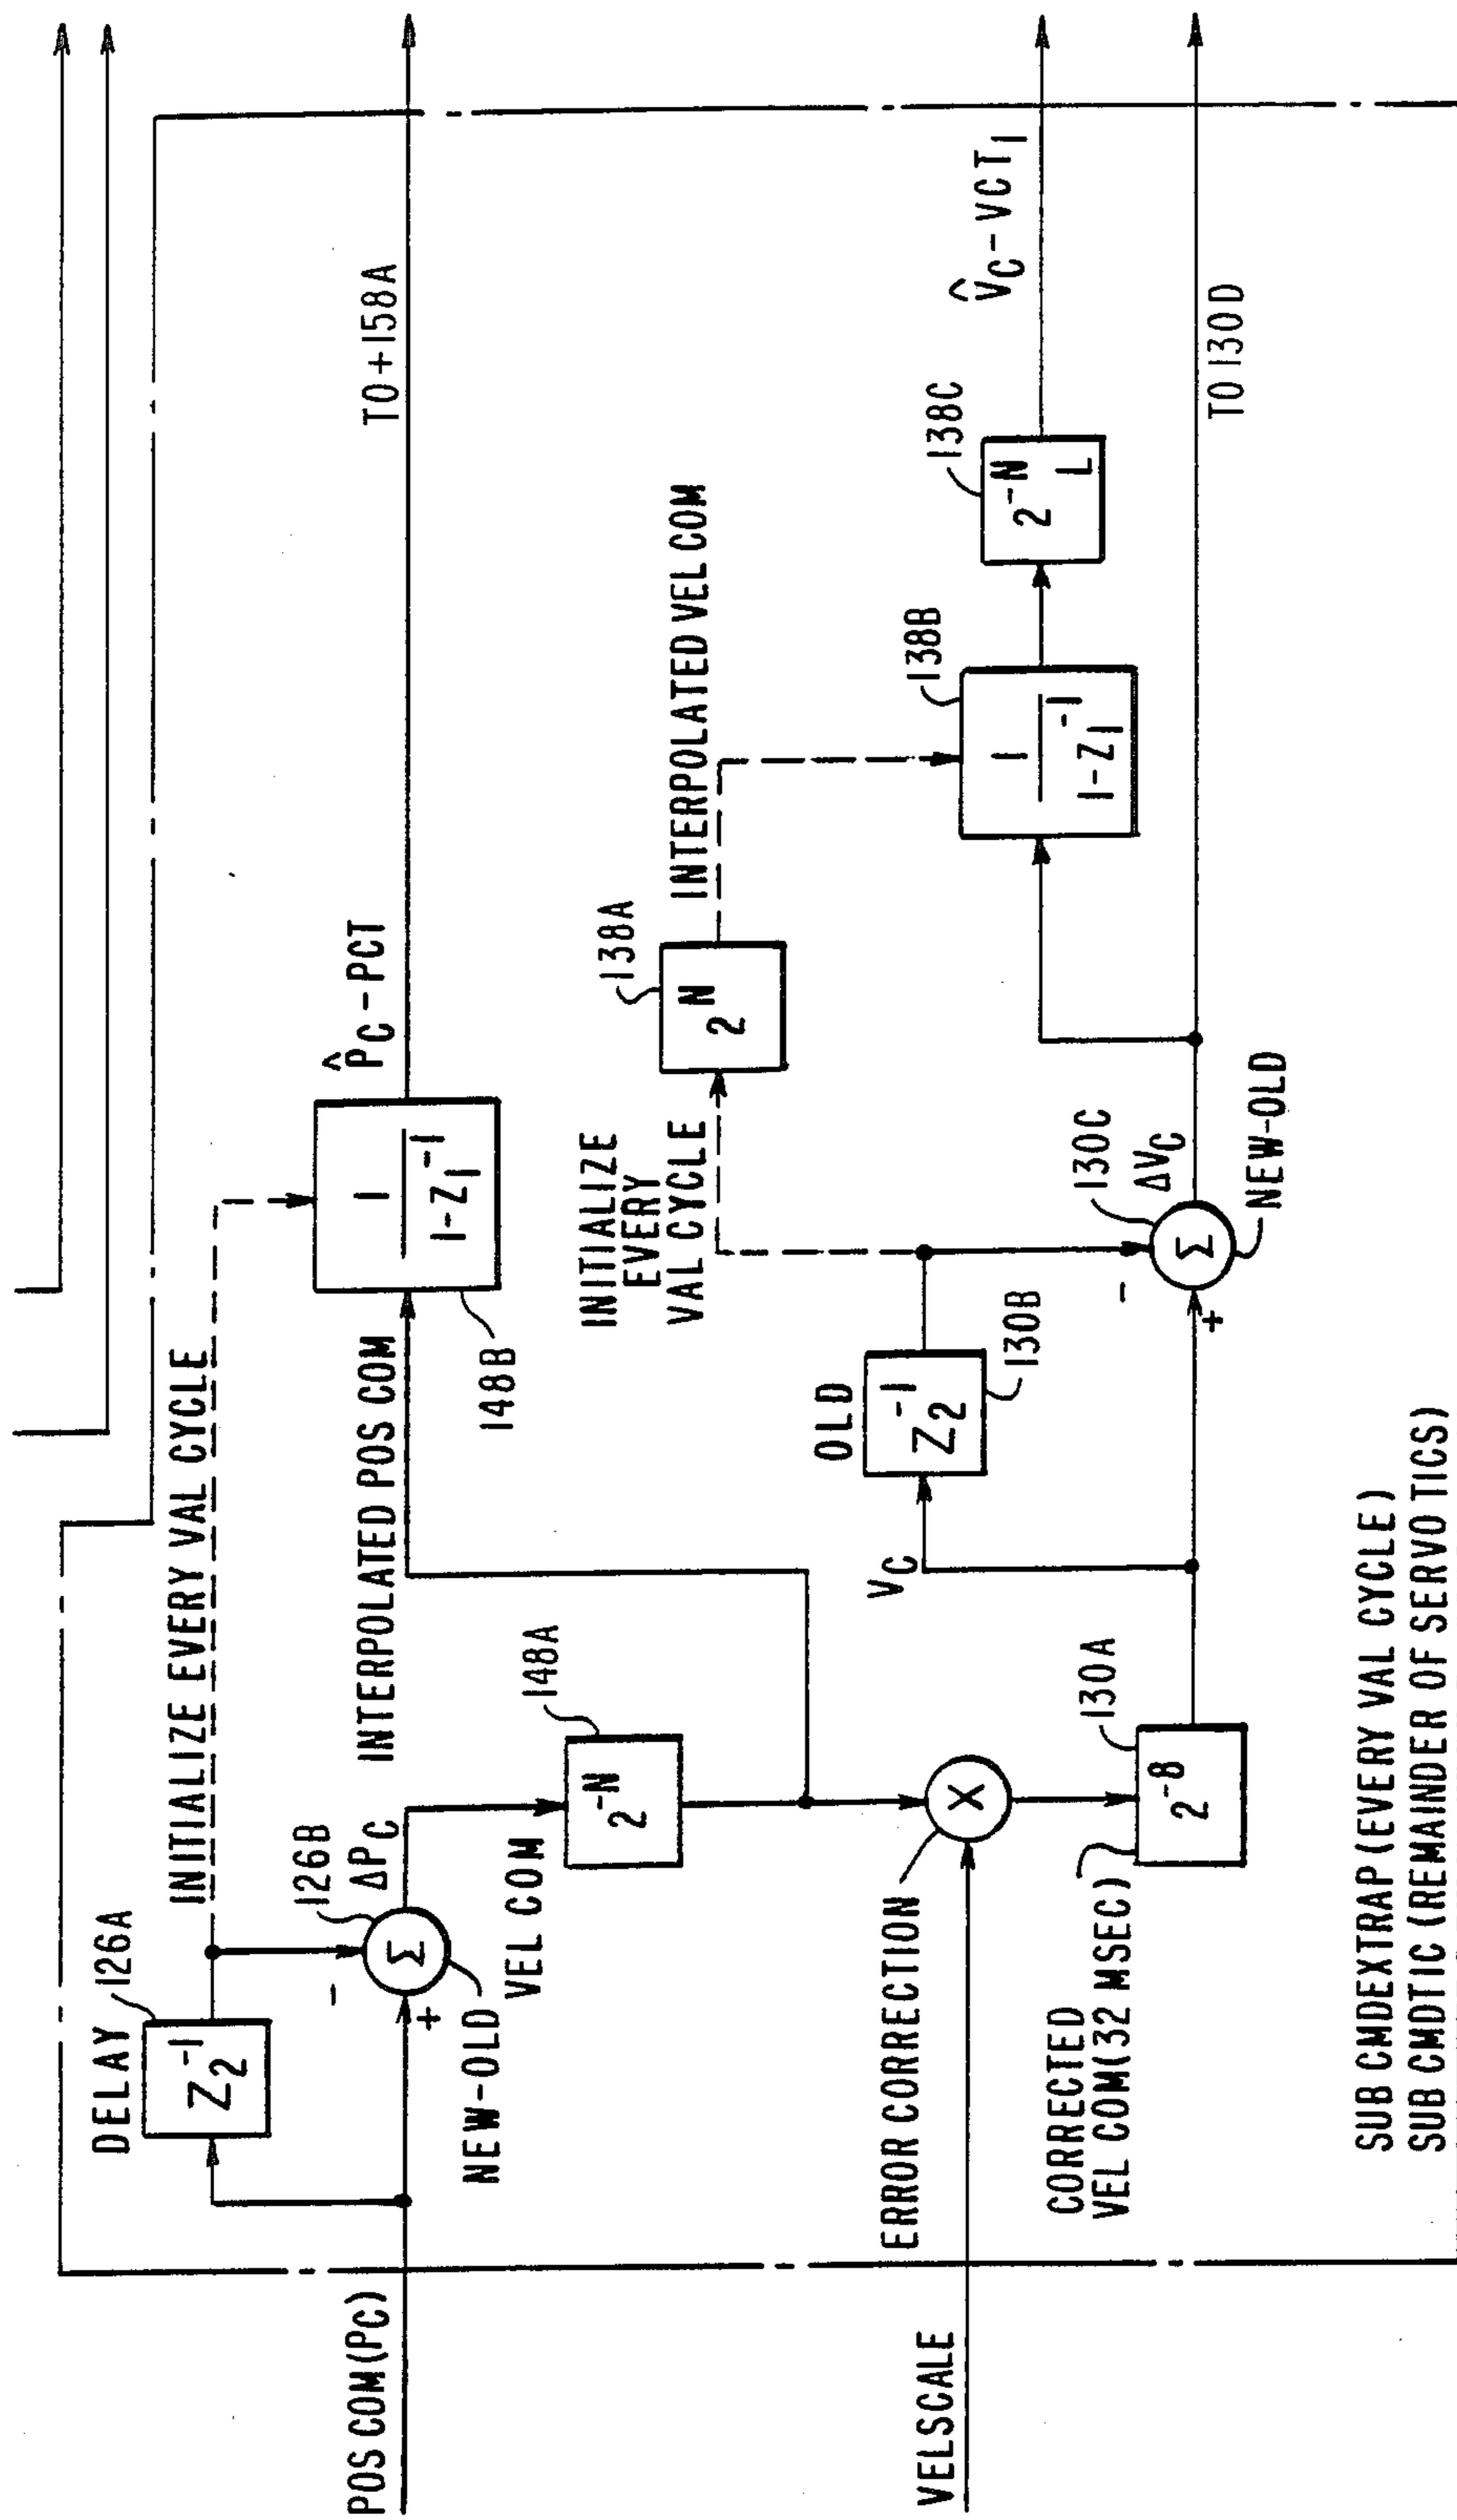 DELAY
126A
Z₂⁻¹
INITIALIZE EVERY VAL CYCLE
POS COM (PC)
+
-
Σ
126B
ΔPC
NEW-OLD
VEL COM
2⁻ᴺ
148A
INTERPOLATED POS COM
1
1-Z₁⁻¹
148B
P̂C-PCT
TO+158A
VELSCALE
ERROR CORRECTION
X
CORRECTED
VEL COM (32 MSEC)
2⁻⁸
130A
VC
OLD
Z₂⁻¹
130B
INITIALIZE
EVERY
VAL CYCLE
2ᴺ
138A
INTERPOLATED VEL COM
-
+
Σ
130C
ΔVC
NEW-OLD
1
1-Z₁⁻¹
138B
2⁻ᴺ
L
138C
V̂C-VCT₁
TO 130D
SUB CMDEXTRAP (EVERY VAL CYCLE)
SUB CMDTIC (REMAINDER OF SERVO TICS)